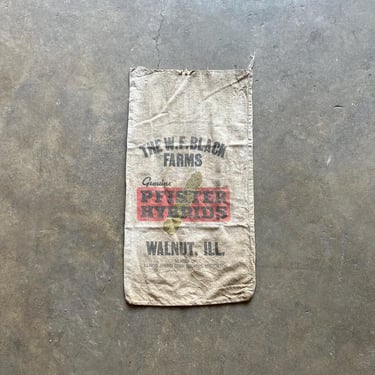 THE W.F. BLACK
FARMS
Genuine
PFISTER
HYBRIDS
WALNUT, ILL.